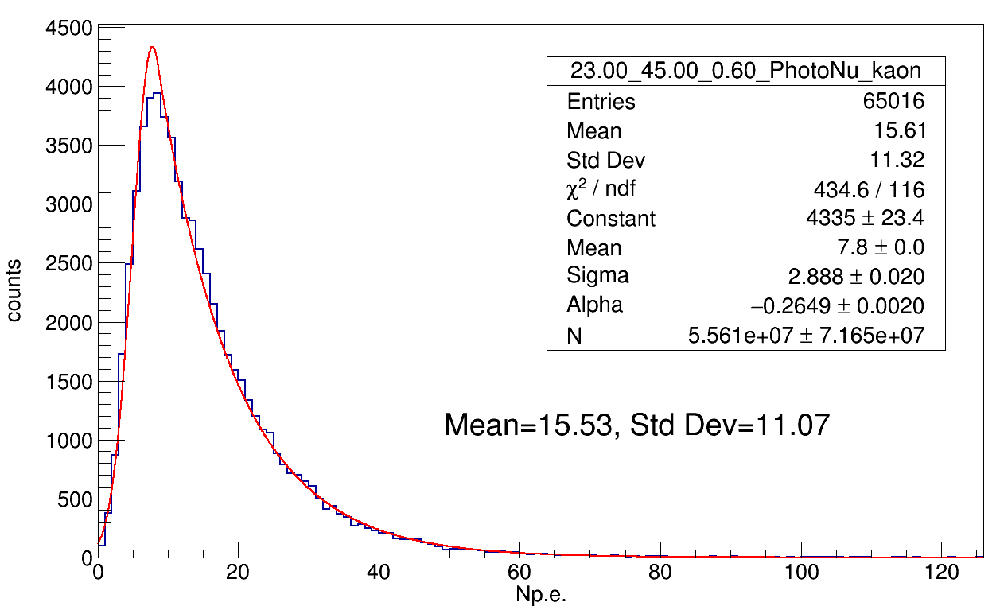 4500
4000
3500
3000
2500
2000
1500
1000
500
0
counts
0 20 40 60 80 100 120
Np.e.
23.00_45.00_0.60_PhotoNu_kaon
Entries 65016
Mean 15.61
Std Dev 11.32
χ² / ndf 434.6 / 116
Constant 4335 ± 23.4
Mean 7.8 ± 0.0
Sigma 2.888 ± 0.020
Alpha −0.2649 ± 0.0020
N 5.561e+07 ± 7.165e+07
Mean=15.53, Std Dev=11.07